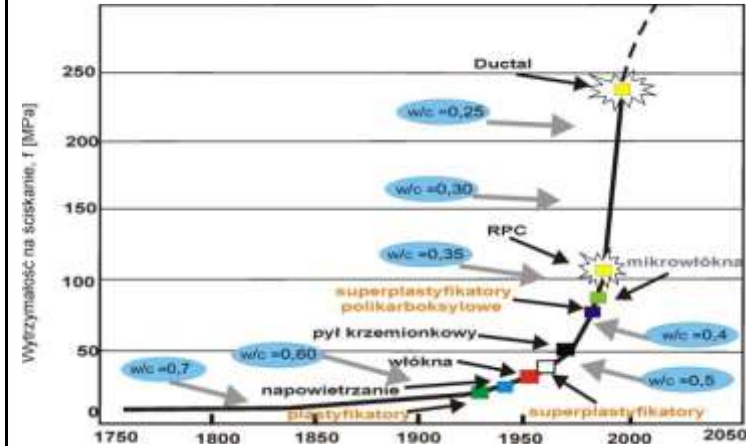 Wytrzymałość na ściskanie, f [MPa]
250
200
150
100
50
0
Ductal
w/c =0,25
w/c =0,30
RPC
w/c =0,35
mikrowłókna
superplastyfikatory
polikarboksylowe
pył krzemionkowy
w/c =0,4
w/c =0,60
włókna
w/c =0,7
w/c =0,5
napowietrzanie
plastyfikatory
superplastyfikatory
1750
1800
1850
1900
1950
2000
2050